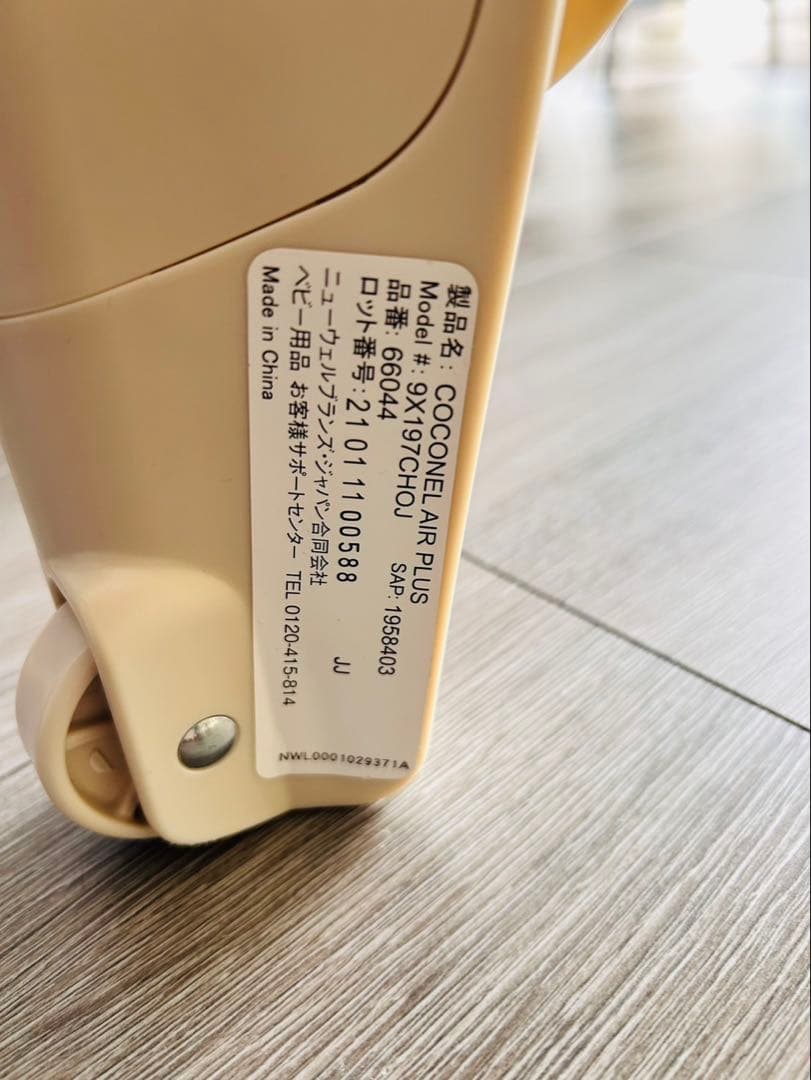 製品名: COCONEL AIR PLUS
Model #: 9X197CHOJ
品番: 66044 SAP: 1958403
ロット番号: 21 01 11 00588 JJ
ニューウェルブランズ・ジャパン合同会社
ベビー用品 お客様サポートセンター TEL 0120-415-814
Made in China
NWL0001029371A